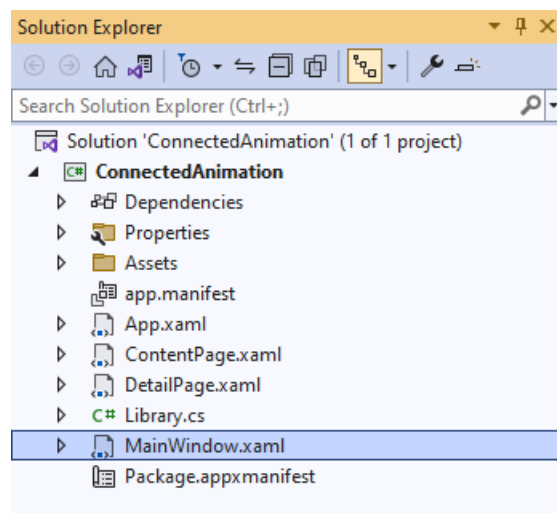 Solution Explorer
Search Solution Explorer (Ctrl+;)
Solution 'ConnectedAnimation' (1 of 1 project)
C# ConnectedAnimation
Dependencies
Properties
Assets
app.manifest
App.xaml
ContentPage.xaml
DetailPage.xaml
C# Library.cs
MainWindow.xaml
Package.appxmanifest